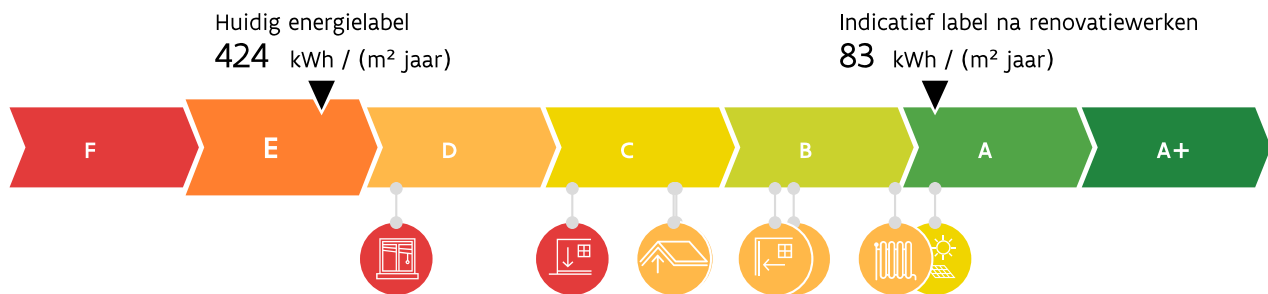 Huidig energielabel
424 kWh / (m² jaar)
Indicatief label na renovatiewerken
83 kWh / (m² jaar)
F
E
D
C
B
A
A+